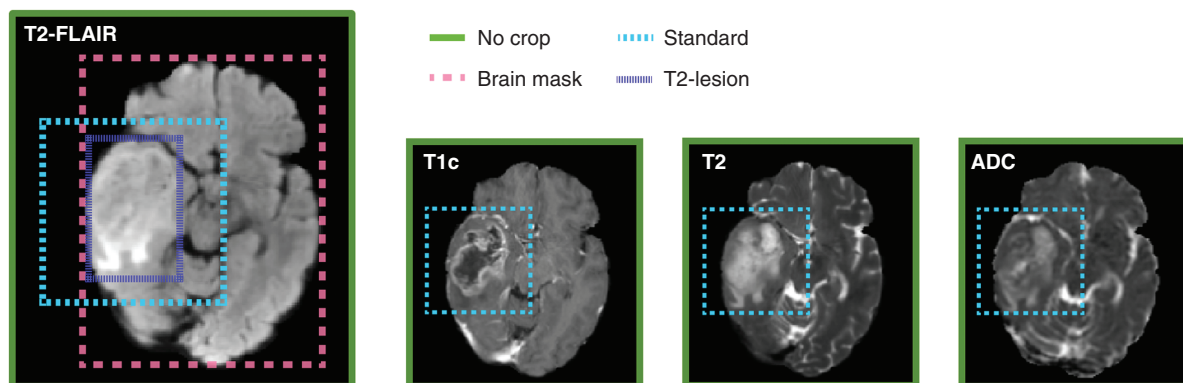 T2-FLAIR
No crop
Standard
Brain mask
T2-lesion
T1c
T2
ADC